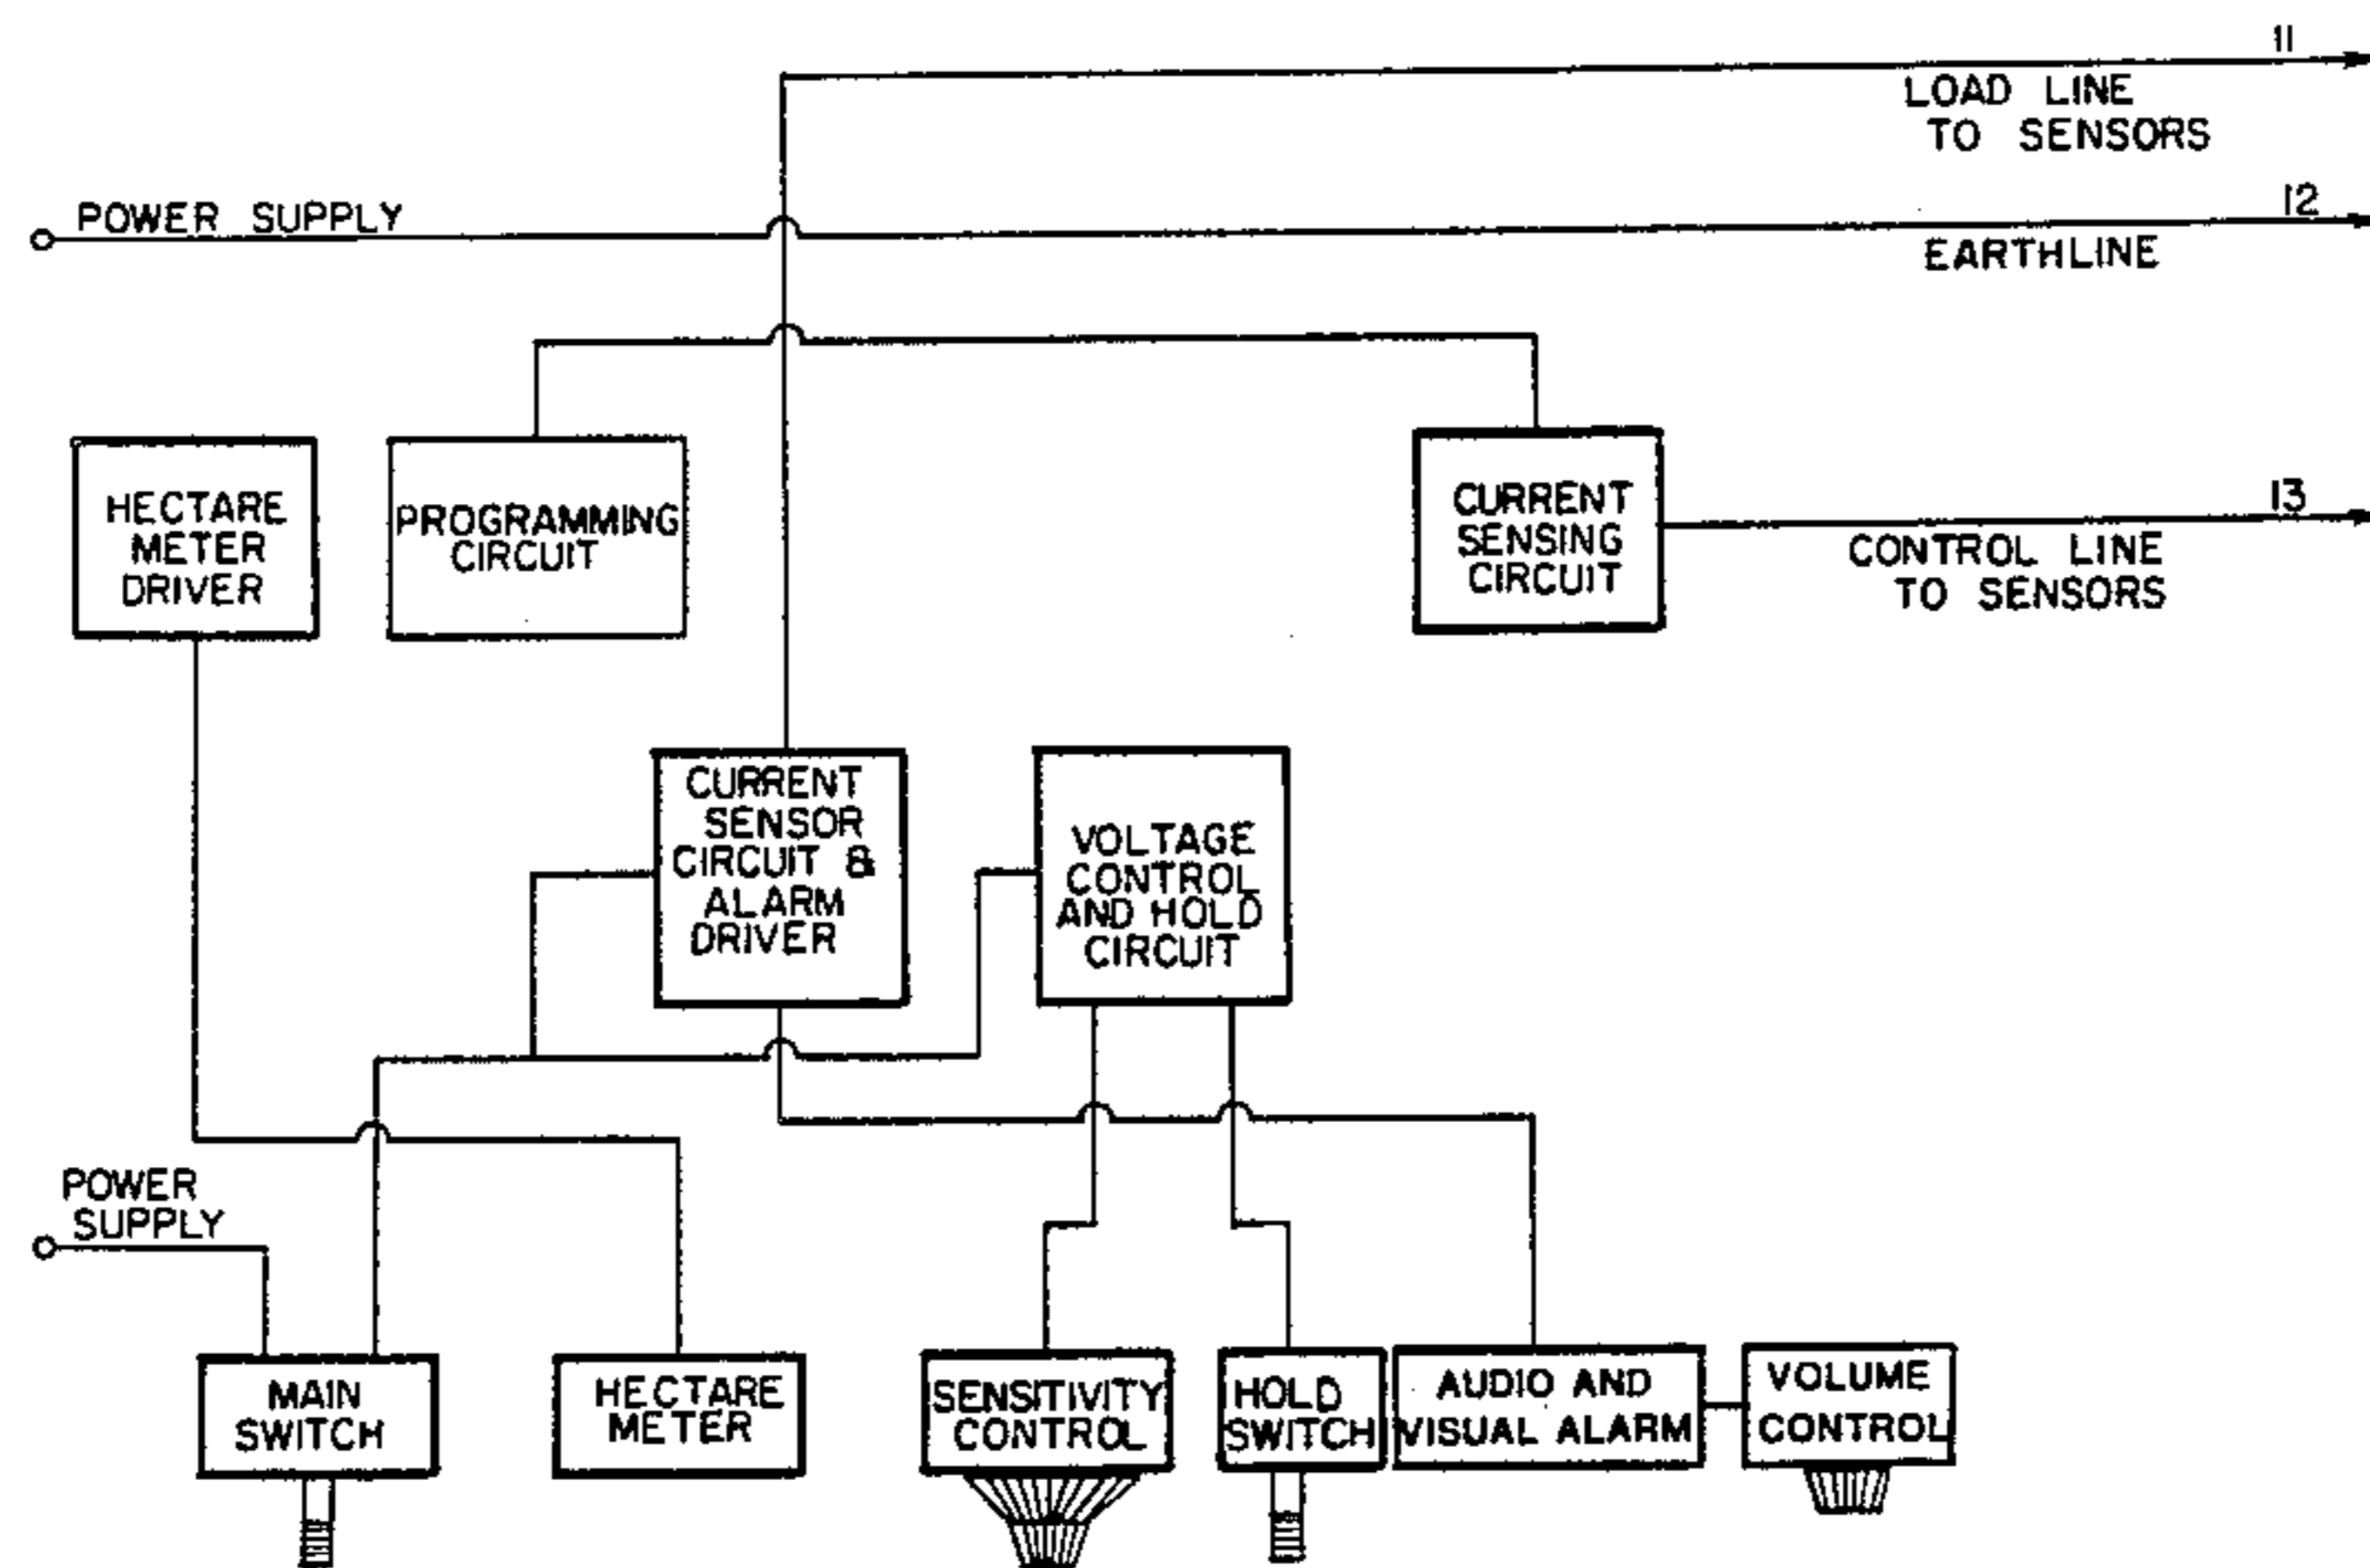 11
LOAD LINE
TO SENSORS
POWER SUPPLY
12
EARTHLINE
HECTARE
METER
DRIVER
PROGRAMMING
CIRCUIT
CURRENT
SENSING
CIRCUIT
13
CONTROL LINE
TO SENSORS
CURRENT
SENSOR
CIRCUIT &
ALARM
DRIVER
VOLTAGE
CONTROL
AND HOLD
CIRCUIT
POWER
SUPPLY
MAIN
SWITCH
HECTARE
METER
SENSITIVITY
CONTROL
HOLD
SWITCH
AUDIO AND
VISUAL ALARM
VOLUME
CONTROL